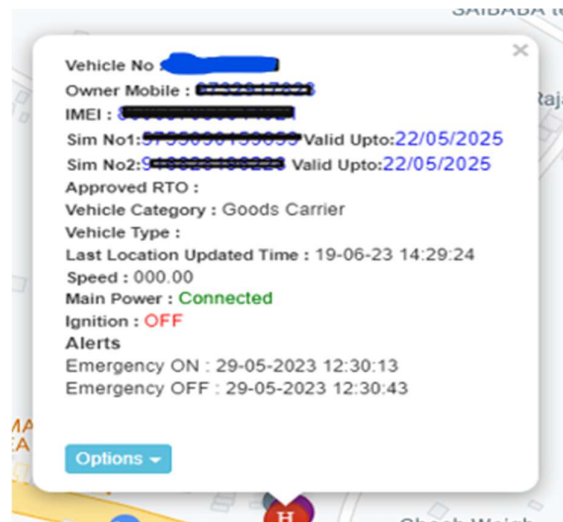 SAIBABA
×
Vehicle No :
Owner Mobile :
IMEI :
Sim No1: Valid Upto:22/05/2025
Sim No2: Valid Upto:22/05/2025
Approved RTO :
Vehicle Category : Goods Carrier
Vehicle Type :
Last Location Updated Time : 19-06-23 14:29:24
Speed : 000.00
Main Power : Connected
Ignition : OFF
Alerts
Emergency ON : 29-05-2023 12:30:13
Emergency OFF : 29-05-2023 12:30:43
Options
H